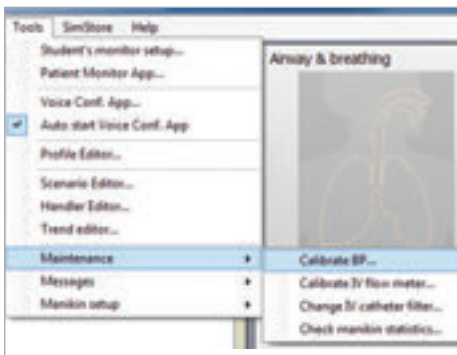 Tools SimStore Help
Student's monitor setup...
Patient Monitor App...
Voice Conf. App...
Auto start Voice Conf. App
Profile Editor...
Scenario Editor...
Handler Editor...
Trend editor...
Maintenance
Messages
Manikin setup
Airway & breathing
Calibrate BP...
Calibrate IV flow meter...
Change IV catheter filter...
Check manikin statistics...